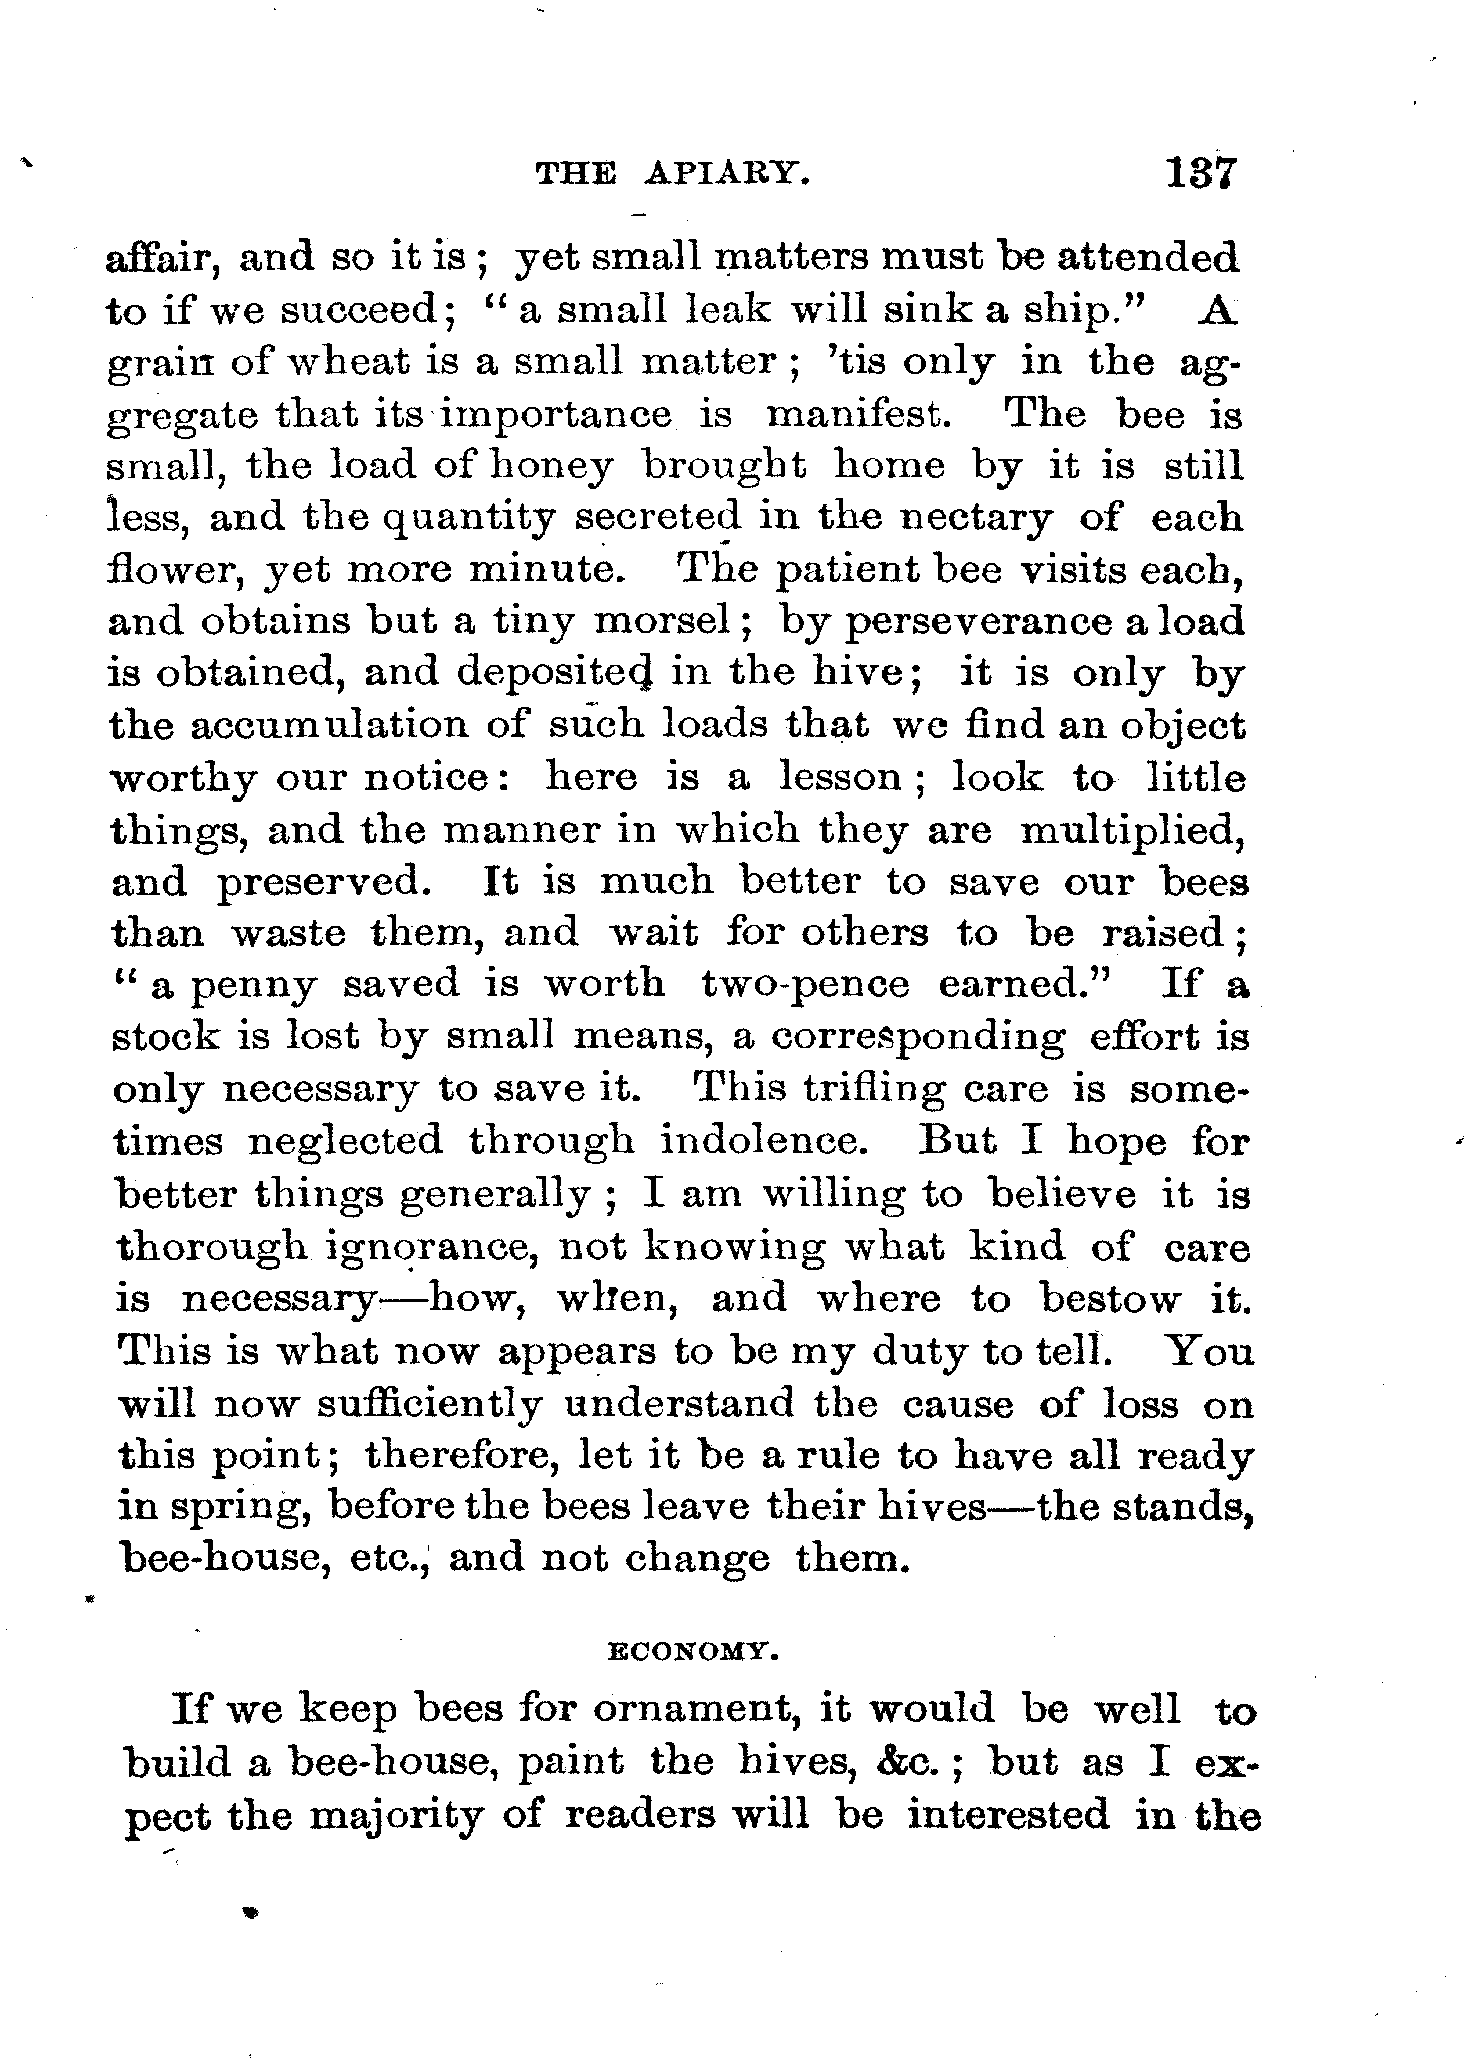 THE APIARY. 137
affair, and so it is ; yet small matters must be attended
to if we succeed; “ a small leak will sink a ship.” A
grain of wheat is a small matter ; ’tis only in the ag-
gregate that its importance is manifest. The bee is
small, the load of honey brought home by it is still
less, and the quantity secreted in the nectary of each
flower, yet more minute. The patient bee visits each,
and obtains but a tiny morsel ; by perseverance a load
is obtained, and deposited in the hive; it is only by
the accumulation of such loads that we find an object
worthy our notice: here is a lesson ; look to little
things, and the manner in which they are multiplied,
and preserved. It is much better to save our bees
than waste them, and wait for others to be raised ;
“ a penny saved is worth two-pence earned.” If a
stock is lost by small means, a corresponding effort is
only necessary to save it. This trifling care is some-
times neglected through indolence. But I hope for
better things generally ; I am willing to believe it is
thorough ignorance, not knowing what kind of care
is necessary—how, when, and where to bestow it.
This is what now appears to be my duty to tell. You
will now sufficiently understand the cause of loss on
this point; therefore, let it be a rule to have all ready
in spring, before the bees leave their hives—the stands,
bee-house, etc., and not change them.
ECONOMY.
If we keep bees for ornament, it would be well to
build a bee-house, paint the hives, &c. ; but as I ex-
pect the majority of readers will be interested in the